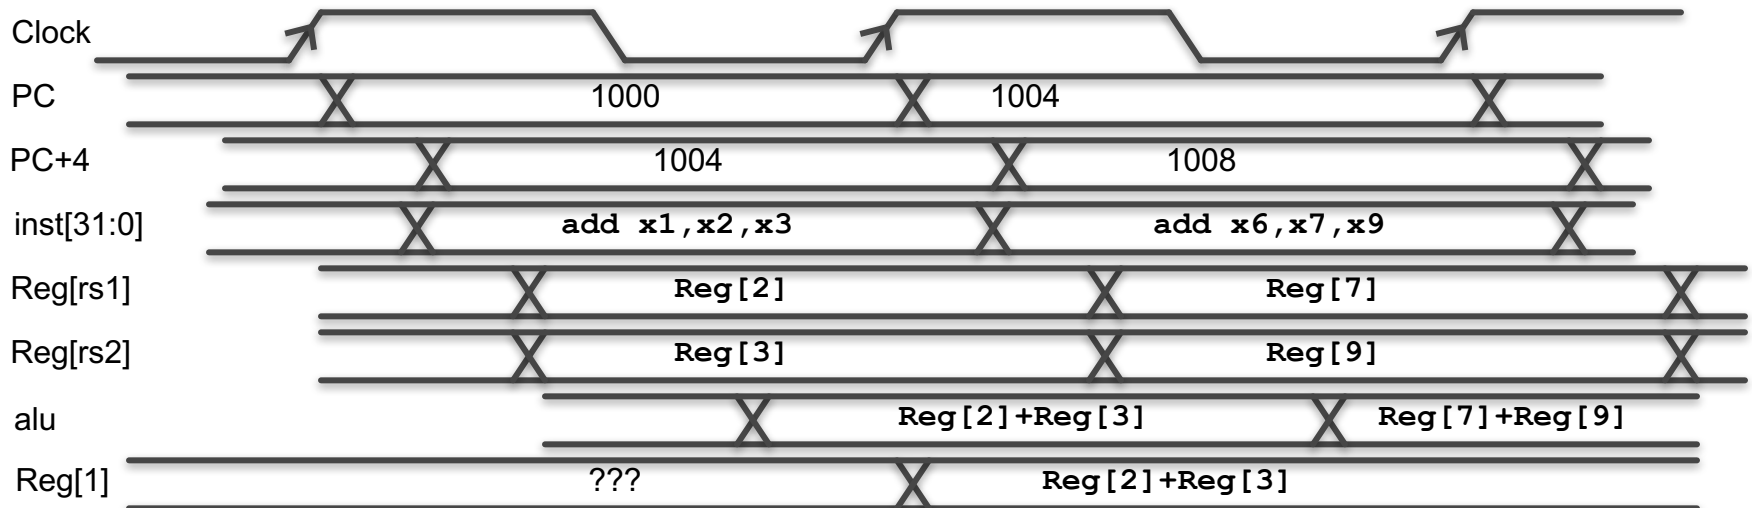 Clock
PC 1000 1004
PC+4 1004 1008
inst[31:0] add x1,x2,x3 add x6,x7,x9
Reg[rs1] Reg[2] Reg[7]
Reg[rs2] Reg[3] Reg[9]
alu Reg[2]+Reg[3] Reg[7]+Reg[9]
Reg[1] ??? Reg[2]+Reg[3]